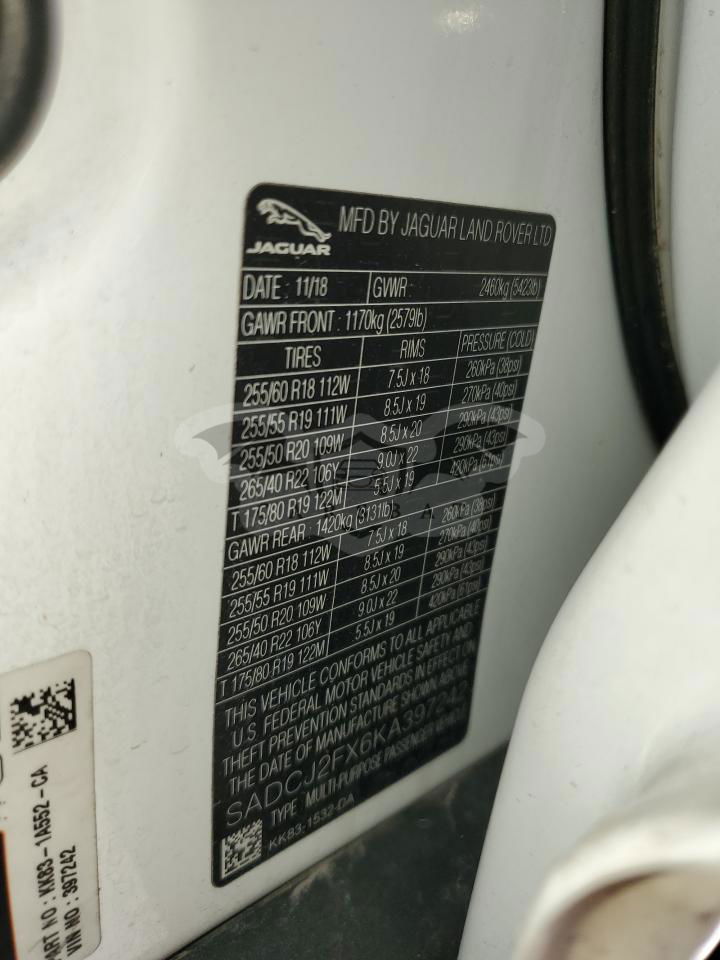 JAGUAR
MFD BY JAGUAR LAND ROVER LTD
DATE : 11/18 GVWR : 2460kg (5423lb)
GAWR FRONT : 1170kg (2579lb)
TIRES RIMS PRESSURE (COLD)
255/60 R18 112W 7.5J x 18 260kPa (38psi)
255/55 R19 111W 8.5J x 19 270kPa (40psi)
255/50 R20 109W 8.5J x 20 290kPa (43psi)
265/40 R22 106Y 9.0J x 22 290kPa (43psi)
T 175/80 R19 122M 5.5J x 19 420kPa (61psi)
GAWR REAR : 1420kg (3131lb)
255/60 R18 112W 7.5J x 18 260kPa (38psi)
255/55 R19 111W 8.5J x 19 270kPa (40psi)
255/50 R20 109W 8.5J x 20 290kPa (43psi)
265/40 R22 106Y 9.0J x 22 290kPa (43psi)
T 175/80 R19 122M 5.5J x 19 420kPa (61psi)
THIS VEHICLE CONFORMS TO ALL APPLICABLE
U.S. FEDERAL MOTOR VEHICLE SAFETY AND
THEFT PREVENTION STANDARDS IN EFFECT ON
THE DATE OF MANUFACTURE SHOWN ABOVE
SADCJ2FX6KA397242
TYPE : MULTI-PURPOSE PASSENGER VEHICLE
KK83-1532-DA
PART NO : KK83-1A552-CA
VIN NO : 397242